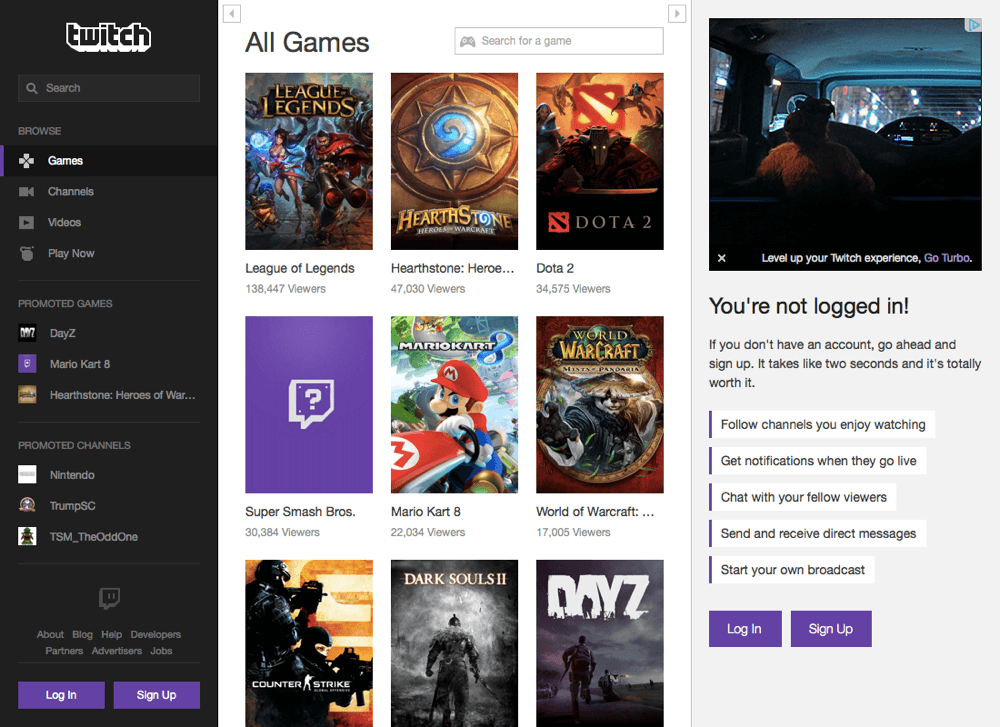 twitch
Search
BROWSE
Games
Channels
Videos
Play Now
PROMOTED GAMES
DayZ
Mario Kart 8
Hearthstone: Heroes of War...
PROMOTED CHANNELS
Nintendo
TrumpSC
TSM_TheOddOne
About Blog Help Developers
Partners Advertisers Jobs
Log In Sign Up
All Games
Search for a game
LEAGUE OF
LEGENDS
HEARTHSTONE
HEROES OF WARCRAFT
DOTA 2
League of Legends
138,447 Viewers
Hearthstone: Heroe...
47,030 Viewers
Dota 2
34,575 Viewers
?
MARIOKART 8
WORLD
OF
WARCRAFT
MISTS OF PANDARIA
Super Smash Bros.
30,384 Viewers
Mario Kart 8
22,034 Viewers
World of Warcraft: ...
17,005 Viewers
COUNTER STRIKE
GLOBAL OFFENSIVE
DARK SOULS II
DAYZ
Level up your Twitch experience, Go Turbo.
You're not logged in!
If you don't have an account, go ahead and
sign up. It takes like two seconds and it's totally
worth it.
Follow channels you enjoy watching
Get notifications when they go live
Chat with your fellow viewers
Send and receive direct messages
Start your own broadcast
Log In Sign Up